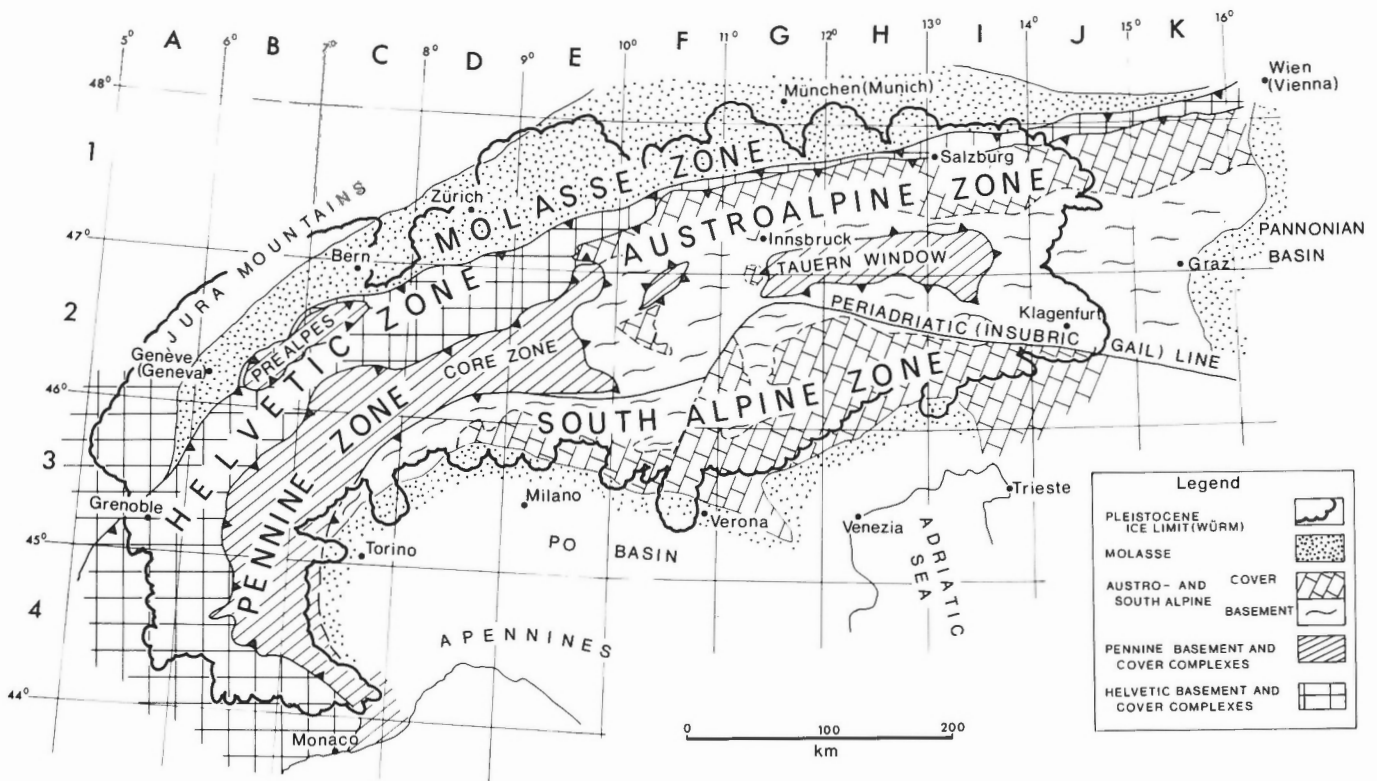 5° A 6° B 7° C 8° D 9° E 10° F 11° G 12° H 13° I 14° J 15° K 16°
48°
München (Munich)
Wien
(Vienna)
1
MOLASSE ZONE
Salzburg
Zürich
AUSTROALPINE ZONE
JURA MOUNTAINS
47°
Bern
Innsbruck
PANNONIAN
BASIN
TAUERN WINDOW
Graz
2
HELVETIC ZONE
PERIADRIATIC (INSUBRIC GAIL) LINE
Klagenfurt
PRÉALPES
CORE ZONE
Genève
(Geneva)
46°
PENNINE ZONE
SOUTH ALPINE ZONE
3
Grenoble
Milano
Verona
Venezia
Trieste
45°
Torino
PO BASIN
ADRIATIC
SEA
4
APENNINES
44°
Monaco
0 100 200
km
Legend
PLEISTOCENE
ICE LIMIT (WÜRM)
MOLASSE
AUSTRO- AND COVER
SOUTH ALPINE
BASEMENT
PENNINE BASEMENT AND
COVER COMPLEXES
HELVETIC BASEMENT AND
COVER COMPLEXES